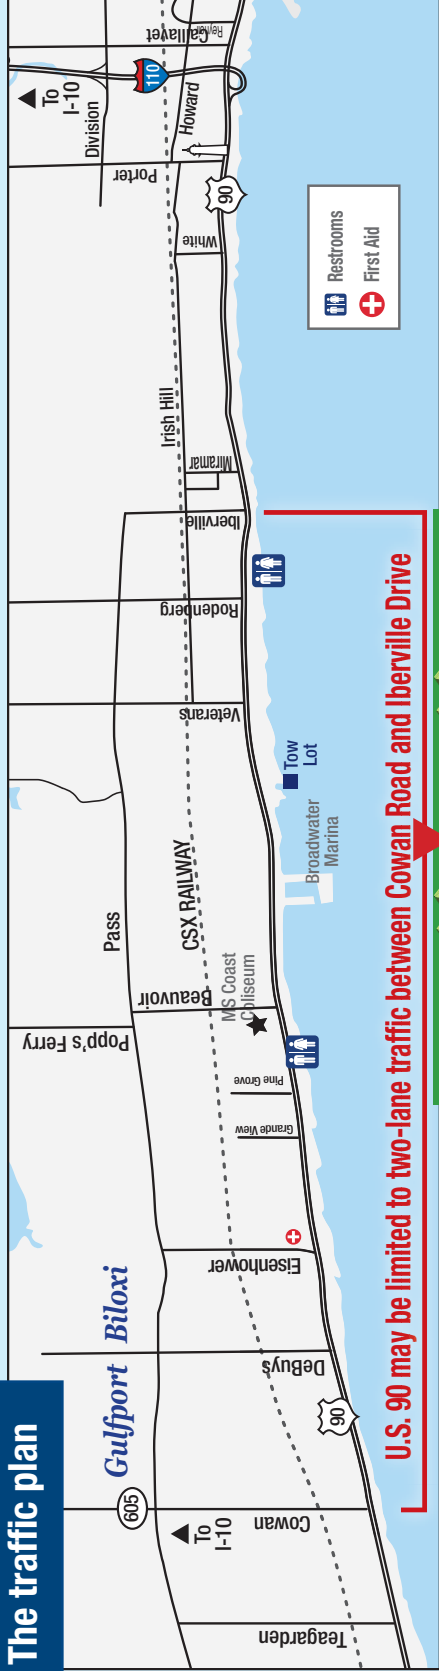 The traffic plan
Gulfport
Biloxi
Teagarden
Cowan
605
To
I-10
90
DeBuys
Eisenhower
Grande View
Pine Grove
MS Coast
Coliseum
Beauvoir
Popp's Ferry
Pass
CSX RAILWAY
Broadwater
Marina
Tow
Lot
Veterans
Rodenberg
Iberville
Miramar
Irish Hill
White
90
Porter
Howard
Division
To
I-10
110
Caillavet
Reynoir
Restrooms
First Aid
U.S. 90 may be limited to two-lane traffic between Cowan Road and Iberville Drive